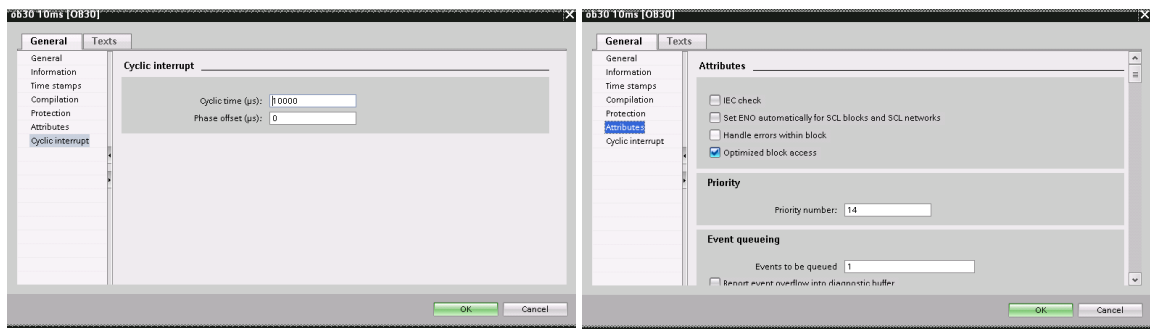 ob30 10ms [OB30]
General Texts
General
Information
Time stamps
Compilation
Protection
Attributes
Cyclic interrupt
Cyclic interrupt
Cyclic time (µs): 10000
Phase offset (µs): 0
OK Cancel
ob30 10ms [OB30]
General Texts
General
Information
Time stamps
Compilation
Protection
Attributes
Cyclic interrupt
Attributes
IEC check
Set ENO automatically for SCL blocks and SCL networks
Handle errors within block
Optimized block access
Priority
Priority number: 14
Event queueing
Events to be queued 1
Report event overflow into diagnostic buffer
OK Cancel